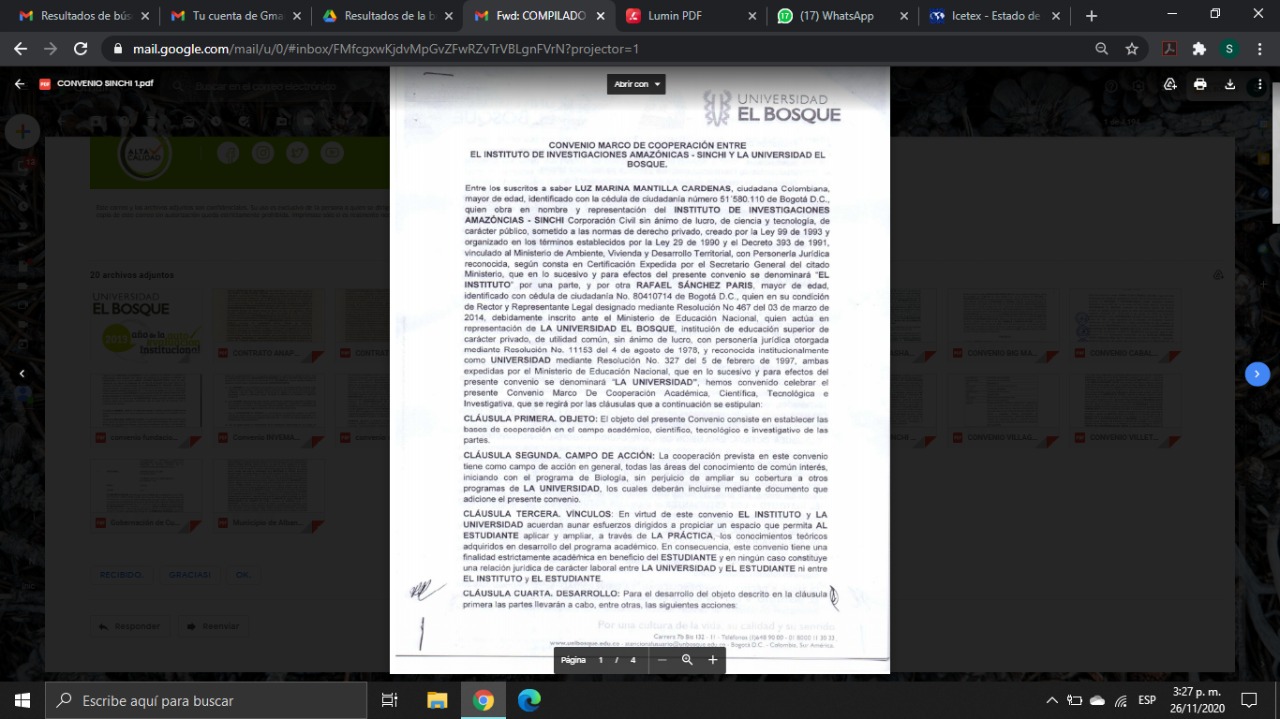 Resultados de bús
Tu cuenta de Gma
Resultados de la b
Fwd: COMPILADO
Lumin PDF
(17) WhatsApp
Icetex - Estado de
mail.google.com/mail/u/0/#inbox/FMfcgxwKjdvMpGvZFwRZvTrVBLgnFVrN?projector=1
CONVENIO SINCHI 1.pdf
Abrir con
UNIVERSIDAD
EL BOSQUE
CONVENIO MARCO DE COOPERACIÓN ENTRE
EL INSTITUTO DE INVESTIGACIONES AMAZÓNICAS - SINCHI Y LA UNIVERSIDAD EL
BOSQUE.
Entre los suscritos a saber LUZ MARINA MANTILLA CARDENAS, ciudadana Colombiana,
mayor de edad, identificado con la cédula de ciudadanía número 51´580.110 de Bogotá D.C.,
quien obra en nombre y representación del INSTITUTO DE INVESTIGACIONES
AMAZÓNCIAS - SINCHI Corporación Civil sin ánimo de lucro, de ciencia y tecnología, de
carácter público, sometido a las normas de derecho privado, creado por la Ley 99 de 1993 y
organizado en los términos establecidos por la Ley 29 de 1990 y el Decreto 393 de 1991,
vinculado al Ministerio de Ambiente, Vivienda y Desarrollo Territorial, con Personería Jurídica
reconocida, según consta en Certificación Expedida por el Secretario General del citado
Ministerio, que en lo sucesivo y para efectos del presente convenio se denominará "EL
INSTITUTO" por una parte, y por otra RAFAEL SÁNCHEZ PARIS, mayor de edad,
identificado con cédula de ciudadanía No. 80410714 de Bogotá D.C., quien en su condición
de Rector y Representante Legal designado mediante Resolución No 467 del 03 de marzo de
2014, debidamente inscrito ante el Ministerio de Educación Nacional, quien actúa en
representación de LA UNIVERSIDAD EL BOSQUE, institución de educación superior de
carácter privado, de utilidad común, sin ánimo de lucro, con personería jurídica otorgada
mediante Resolución No. 11153 del 4 de agosto de 1978, y reconocida institucionalmente
como UNIVERSIDAD mediante Resolución No. 327 del 5 de febrero de 1997, ambas
expedidas por el Ministerio de Educación Nacional, que en lo sucesivo y para efectos del
presente convenio se denominará "LA UNIVERSIDAD", hemos convenido celebrar el
presente Convenio Marco De Cooperación Académica, Científica, Tecnológica e
Investigativa, que se regirá por las cláusulas que a continuación se estipulan:
CLÁUSULA PRIMERA. OBJETO: El objeto del presente Convenio consiste en establecer las
bases de cooperación en el campo académico, científico, tecnológico e investigativo de las
partes.
CLÁUSULA SEGUNDA. CAMPO DE ACCIÓN: La cooperación prevista en este convenio
tiene como campo de acción en general, todas las áreas del conocimiento de común interés,
iniciando con el programa de Biología, sin perjuicio de ampliar su cobertura a otros
programas de LA UNIVERSIDAD, los cuales deberán incluirse mediante documento que
adicione el presente convenio.
CLÁUSULA TERCERA. VÍNCULOS: En virtud de este convenio EL INSTITUTO y LA
UNIVERSIDAD acuerdan aunar esfuerzos dirigidos a propiciar un espacio que permita AL
ESTUDIANTE aplicar y ampliar, a través de LA PRÁCTICA, los conocimientos teóricos
adquiridos en desarrollo del programa académico. En consecuencia, este convenio tiene una
finalidad estrictamente académica en beneficio del ESTUDIANTE y en ningún caso constituye
una relación jurídica de carácter laboral entre LA UNIVERSIDAD y EL ESTUDIANTE ni entre
EL INSTITUTO y EL ESTUDIANTE.
CLÁUSULA CUARTA. DESARROLLO: Para el desarrollo del objeto descrito en la cláusula
primera las partes llevarán a cabo, entre otras, las siguientes acciones:
Por una cultura de la vida, su calidad y su sentido
ALTA
CALIDAD
20 archivos adjuntos
UNIVERSIDAD
EL BOSQUE
RECIBIDO.
GRACIAS!
OK.
Responder
Reenviar
Página 1 / 4
Escribe aquí para buscar
ESP
3:27 p. m.
26/11/2020